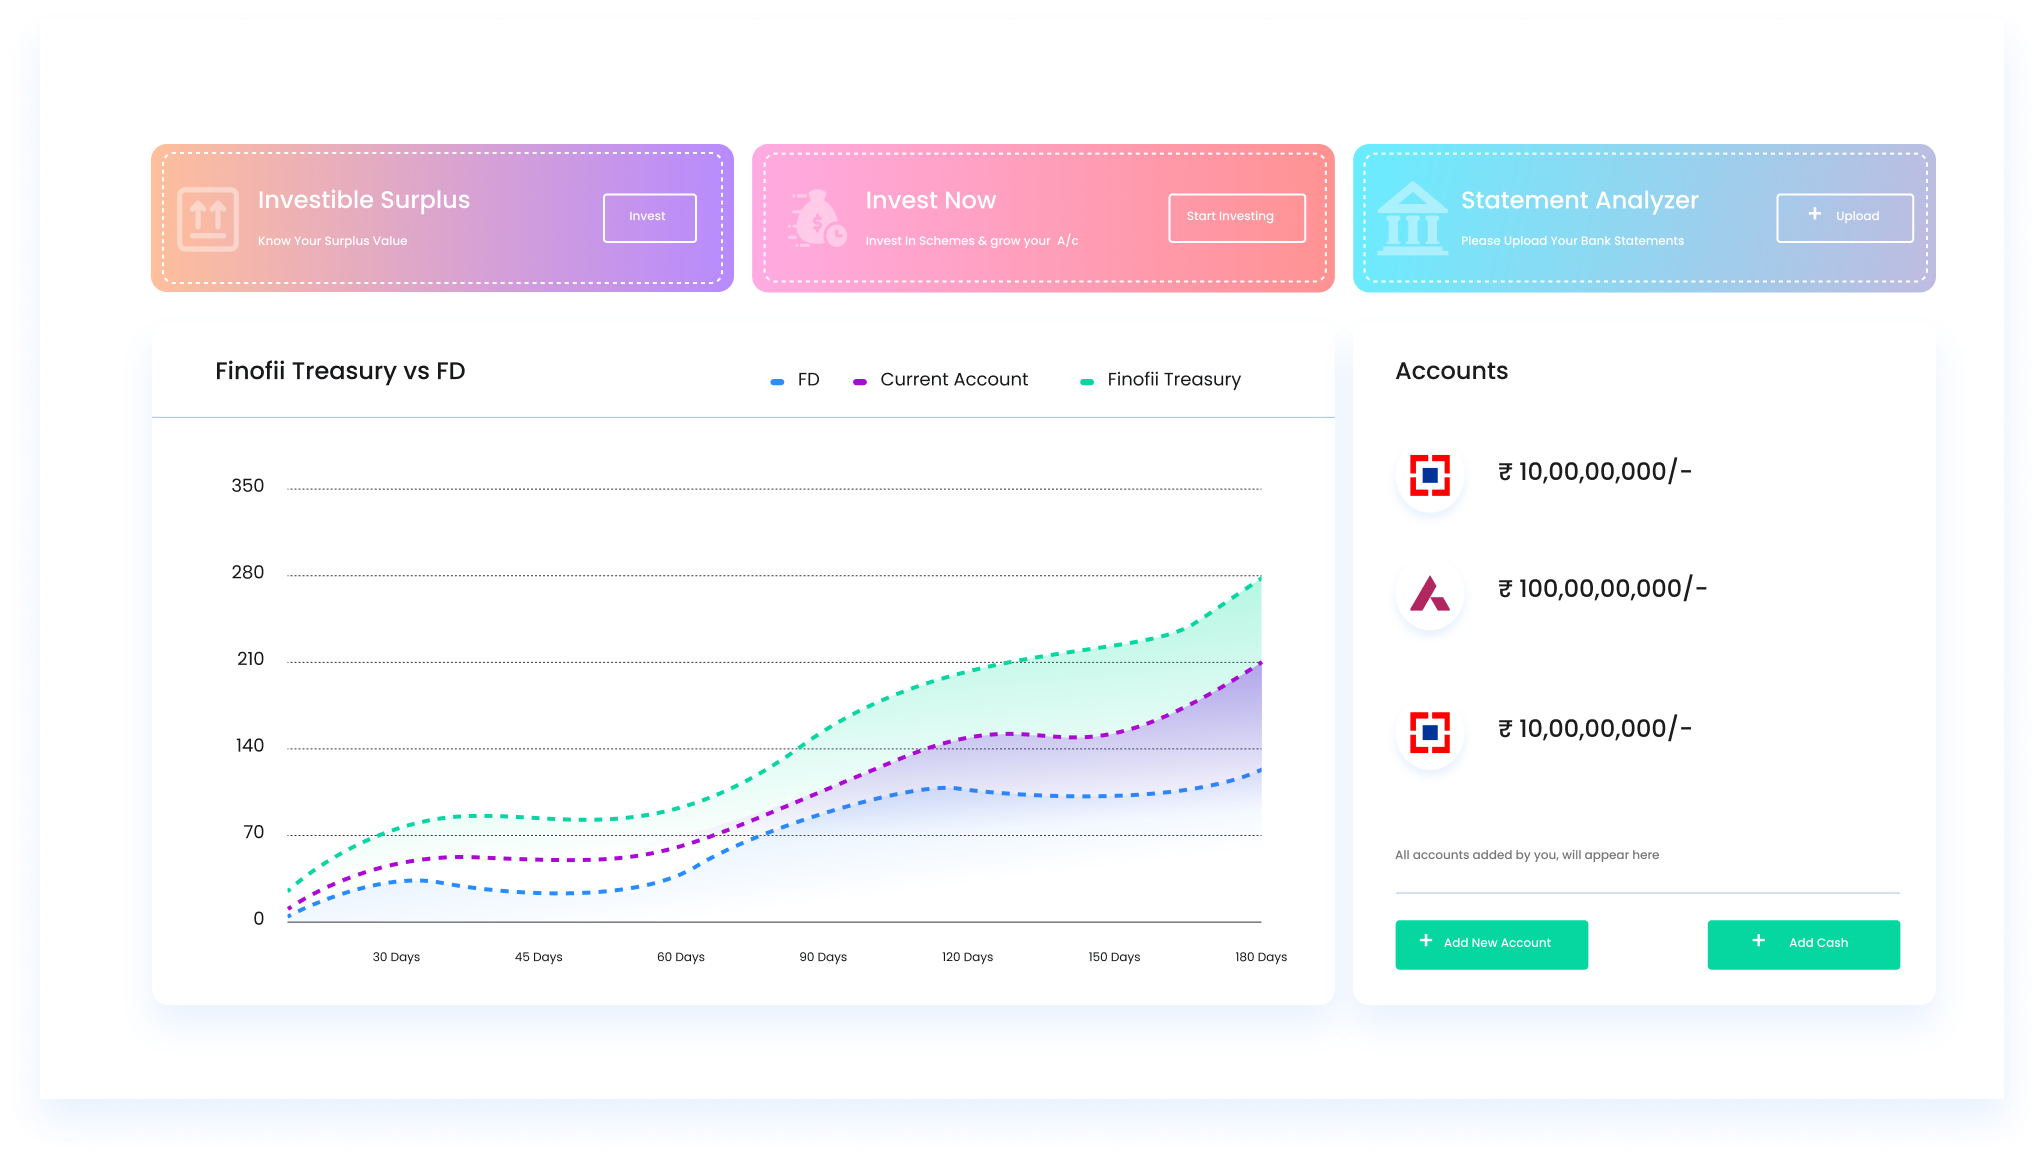 Investible Surplus
Know Your Surplus Value
Invest
Invest Now
Invest In Schemes & grow your A/c
Start Investing
Statement Analyzer
Please Upload Your Bank Statements
+ Upload
Finofii Treasury vs FD
FD
Current Account
Finofii Treasury
350
280
210
140
70
0
30 Days
45 Days
60 Days
90 Days
120 Days
150 Days
180 Days
Accounts
₹ 10,00,00,000/-
₹ 100,00,00,000/-
₹ 10,00,00,000/-
All accounts added by you, will appear here
+ Add New Account
+ Add Cash